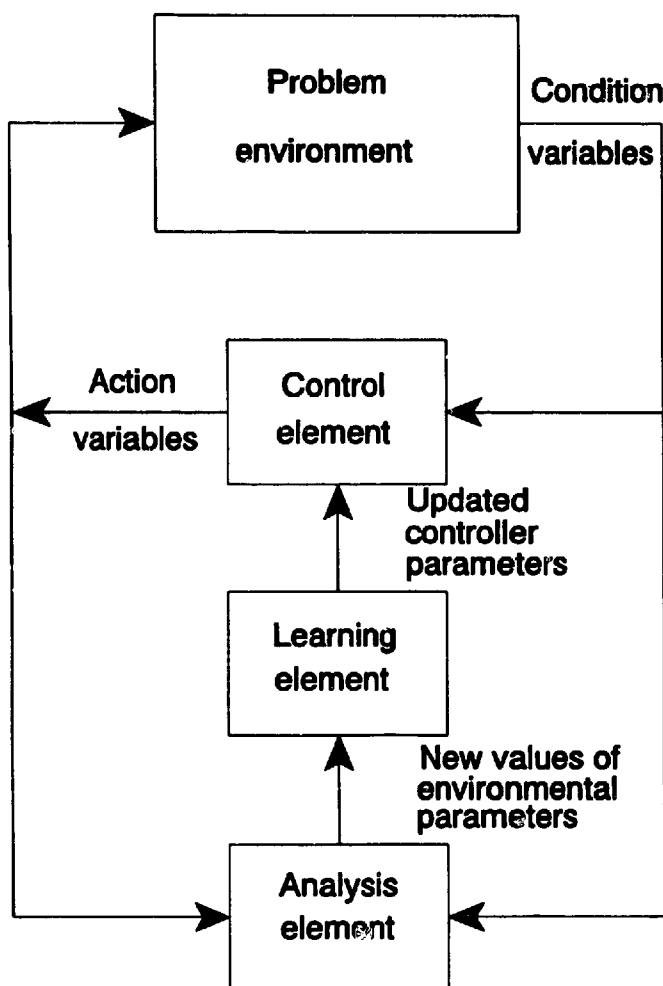 Problem
environment
Condition
variables
Action
variables
Control
element
Updated
controller
parameters
Learning
element
New values of
environmental
parameters
Analysis
element